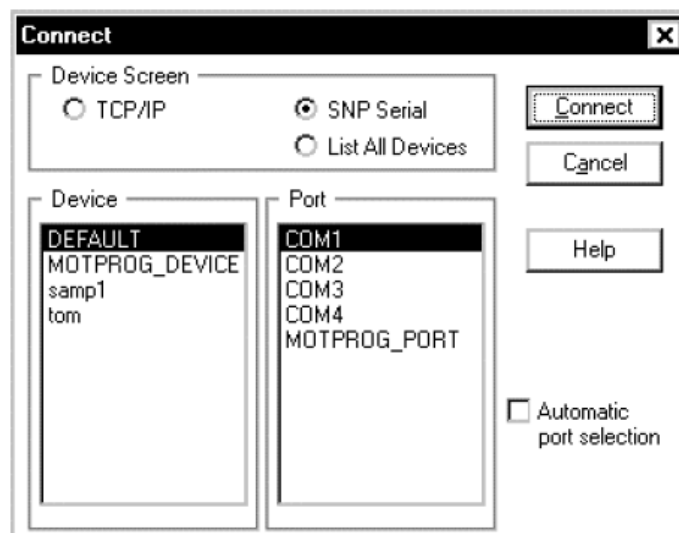 Connect
Device Screen
TCP/IP
SNP Serial
List All Devices
Connect
Cancel
Help
Device
DEFAULT
MOTPROG_DEVICE
samp1
tom
Port
COM1
COM2
COM3
COM4
MOTPROG_PORT
Automatic
port selection